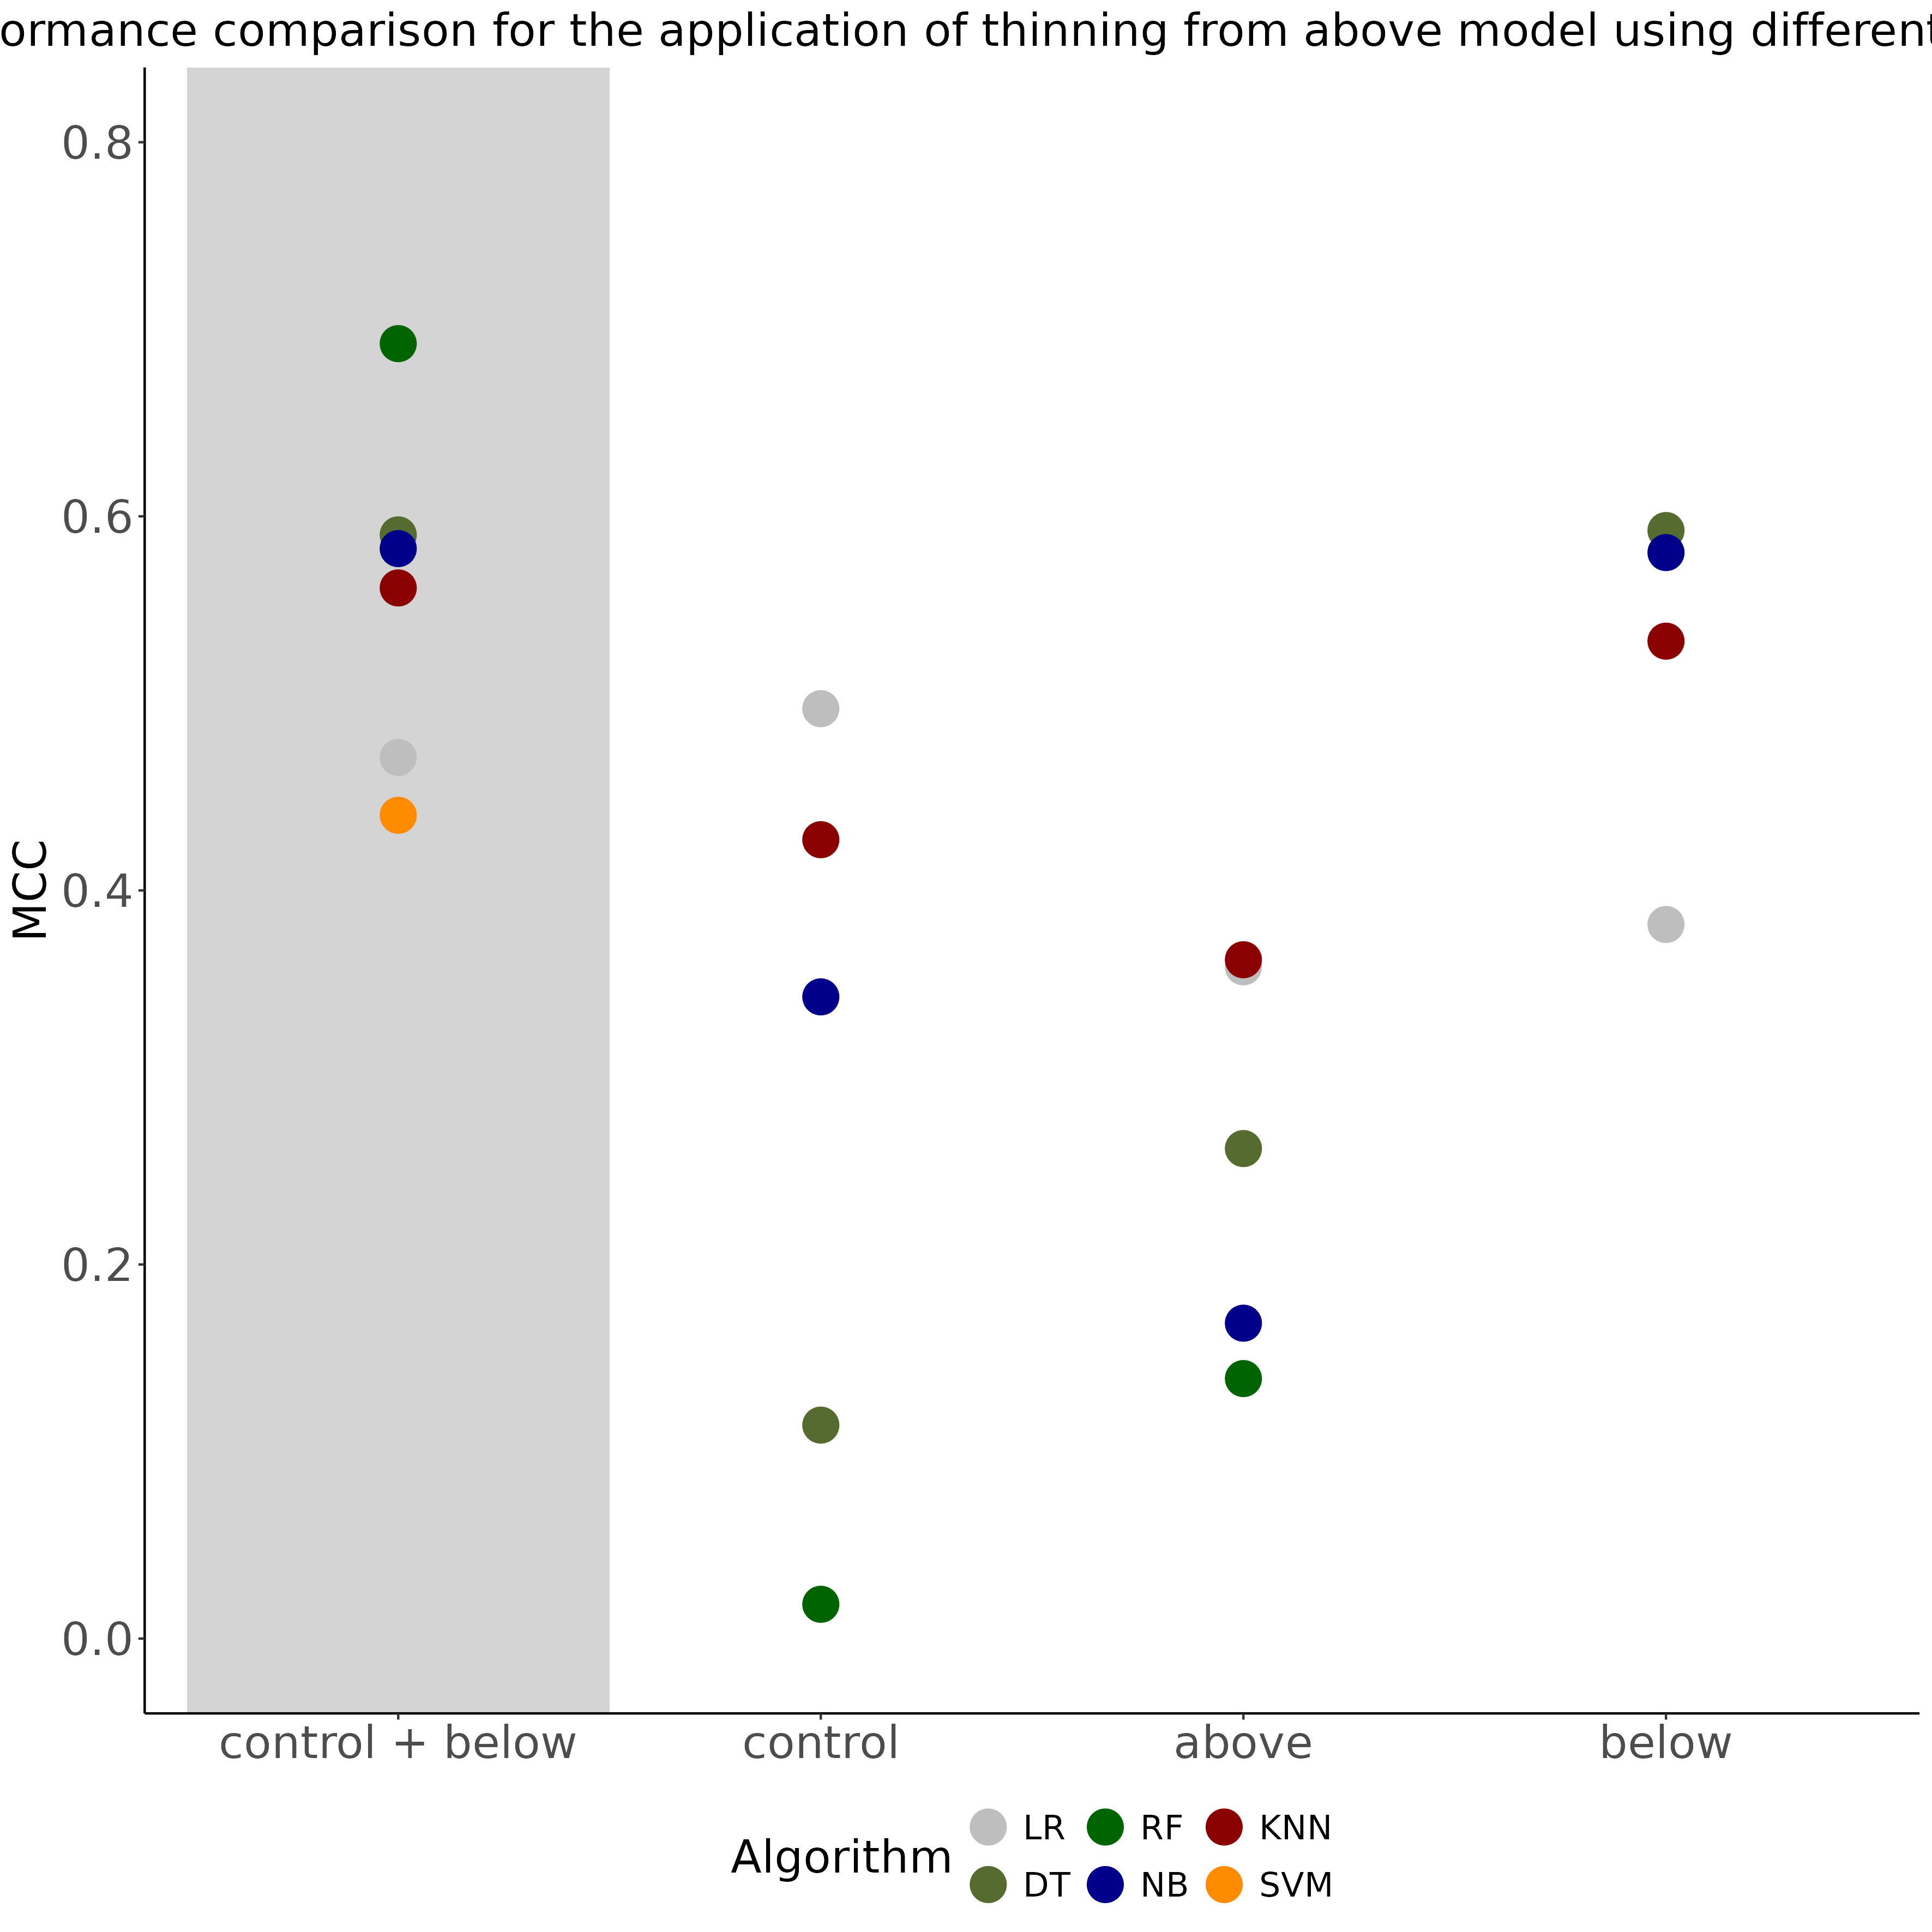 ormance comparison for the application of thinning from above model using different
0.8
0.6
0.4
0.2
0.0
MCC
control + below
control
above
below
Algorithm
LR
RF
KNN
DT
NB
SVM